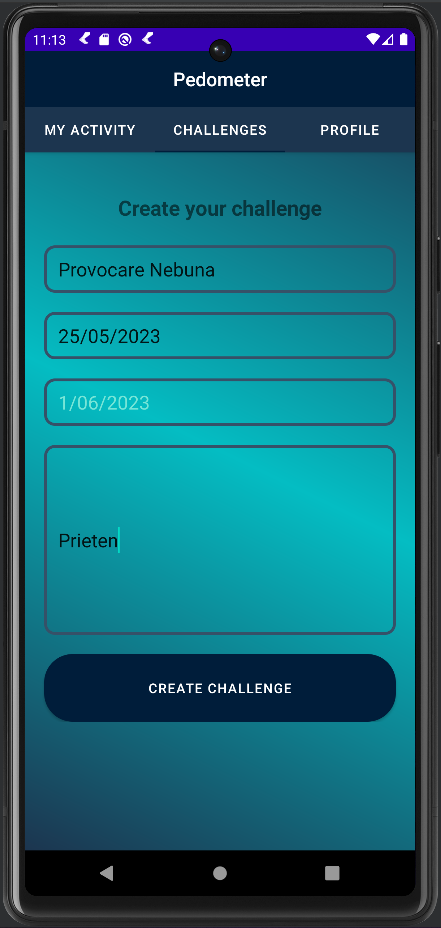 11:13
Pedometer
MY ACTIVITY CHALLENGES PROFILE
Create your challenge
Provocare Nebuna
25/05/2023
1/06/2023
Prieten
CREATE CHALLENGE